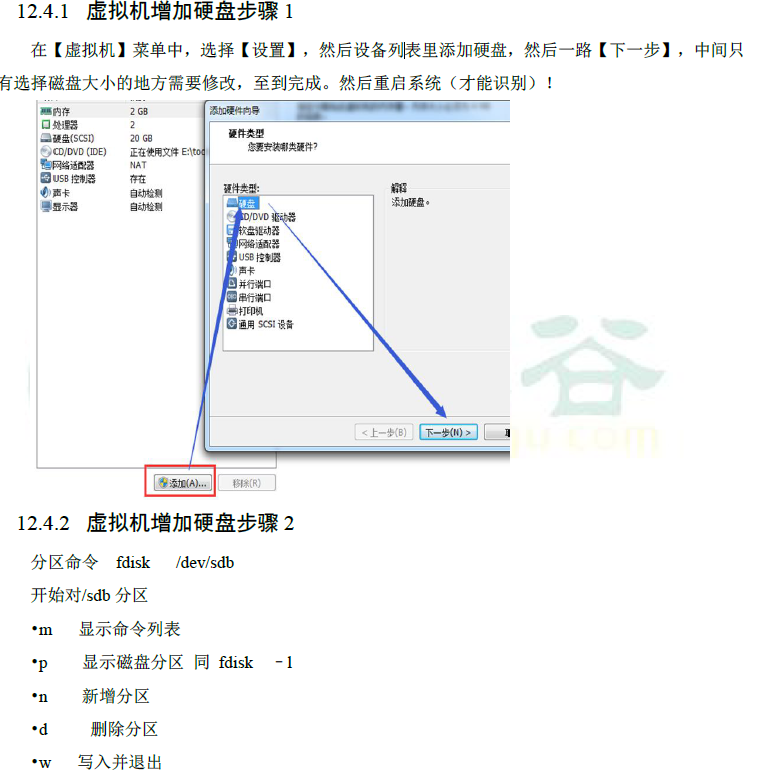 12.4.1 虚拟机增加硬盘步骤 1
在【虚拟机】菜单中，选择【设置】，然后设备列表里添加硬盘，然后一路【下一步】，中间只
有选择磁盘大小的地方需要修改，至到完成。然后重启系统（才能识别）！
内存 2 GB
处理器 2
硬盘(SCSI) 20 GB
CD/DVD (IDE) 正在使用文件 E:\tool
网络适配器 NAT
USB 控制器 存在
声卡 自动检测
显示器 自动检测
添加硬件向导
硬件类型
您要安装哪类硬件?
硬件类型:
硬盘
CD/DVD 驱动器
软盘驱动器
网络适配器
USB 控制器
声卡
并行端口
串行端口
打印机
通用 SCSI 设备
解释
添加硬盘。
< 上一步(B)
下一步(N) >
添加(A)...
移除(R)
谷
gu.com
12.4.2 虚拟机增加硬盘步骤 2
分区命令 fdisk /dev/sdb
开始对/sdb 分区
•m 显示命令列表
•p 显示磁盘分区 同 fdisk –l
•n 新增分区
•d 删除分区
•w 写入并退出